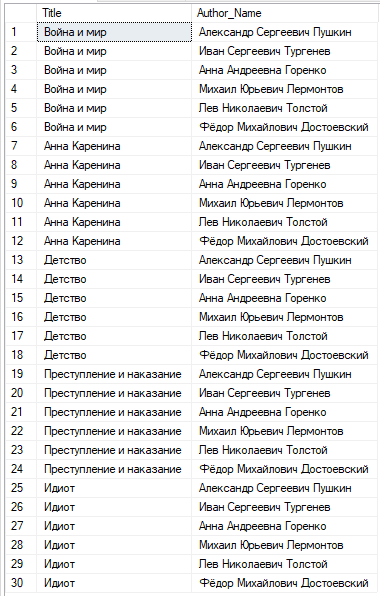 Title Author_Name
1 Война и мир Александр Сергеевич Пушкин
2 Война и мир Иван Сергеевич Тургенев
3 Война и мир Анна Андреевна Горенко
4 Война и мир Михаил Юрьевич Лермонтов
5 Война и мир Лев Николаевич Толстой
6 Война и мир Фёдор Михайлович Достоевский
7 Анна Каренина Александр Сергеевич Пушкин
8 Анна Каренина Иван Сергеевич Тургенев
9 Анна Каренина Анна Андреевна Горенко
10 Анна Каренина Михаил Юрьевич Лермонтов
11 Анна Каренина Лев Николаевич Толстой
12 Анна Каренина Фёдор Михайлович Достоевский
13 Детство Александр Сергеевич Пушкин
14 Детство Иван Сергеевич Тургенев
15 Детство Анна Андреевна Горенко
16 Детство Михаил Юрьевич Лермонтов
17 Детство Лев Николаевич Толстой
18 Детство Фёдор Михайлович Достоевский
19 Преступление и наказание Александр Сергеевич Пушкин
20 Преступление и наказание Иван Сергеевич Тургенев
21 Преступление и наказание Анна Андреевна Горенко
22 Преступление и наказание Михаил Юрьевич Лермонтов
23 Преступление и наказание Лев Николаевич Толстой
24 Преступление и наказание Фёдор Михайлович Достоевский
25 Идиот Александр Сергеевич Пушкин
26 Идиот Иван Сергеевич Тургенев
27 Идиот Анна Андреевна Горенко
28 Идиот Михаил Юрьевич Лермонтов
29 Идиот Лев Николаевич Толстой
30 Идиот Фёдор Михайлович Достоевский